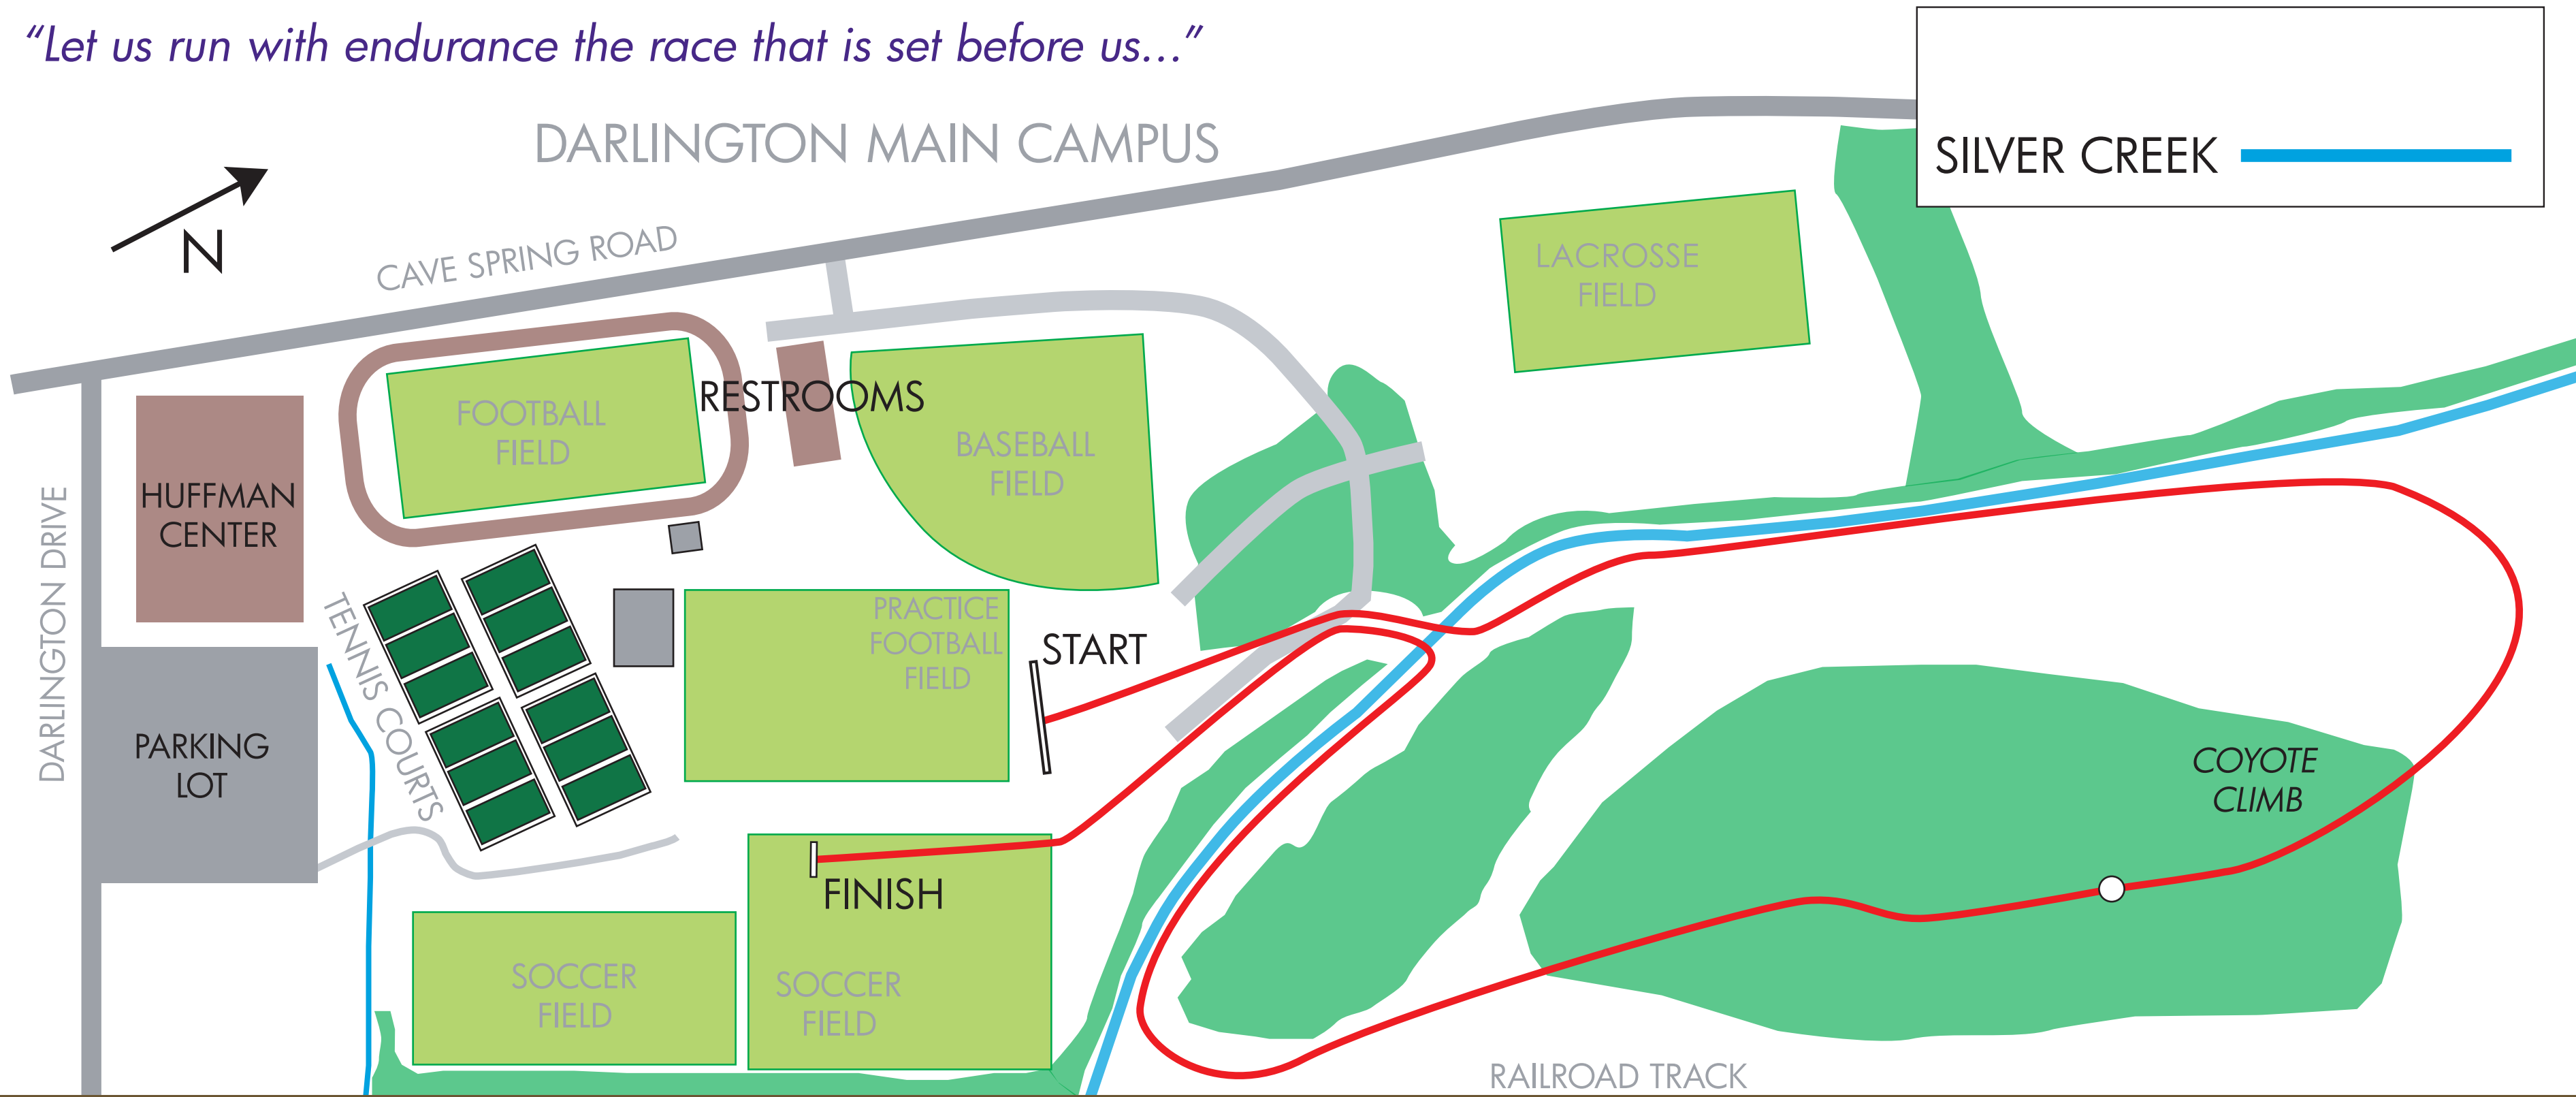 “Let us run with endurance the race that is set before us...”
SILVER CREEK
DARLINGTON MAIN CAMPUS
N
CAVE SPRING ROAD
LACROSSE
FIELD
RESTROOMS
FOOTBALL
FIELD
BASEBALL
FIELD
HUFFMAN
CENTER
DARLINGTON DRIVE
TENNIS COURTS
PRACTICE
FOOTBALL
FIELD
START
PARKING
LOT
COYOTE
CLIMB
FINISH
SOCCER
FIELD
SOCCER
FIELD
RAILROAD TRACK